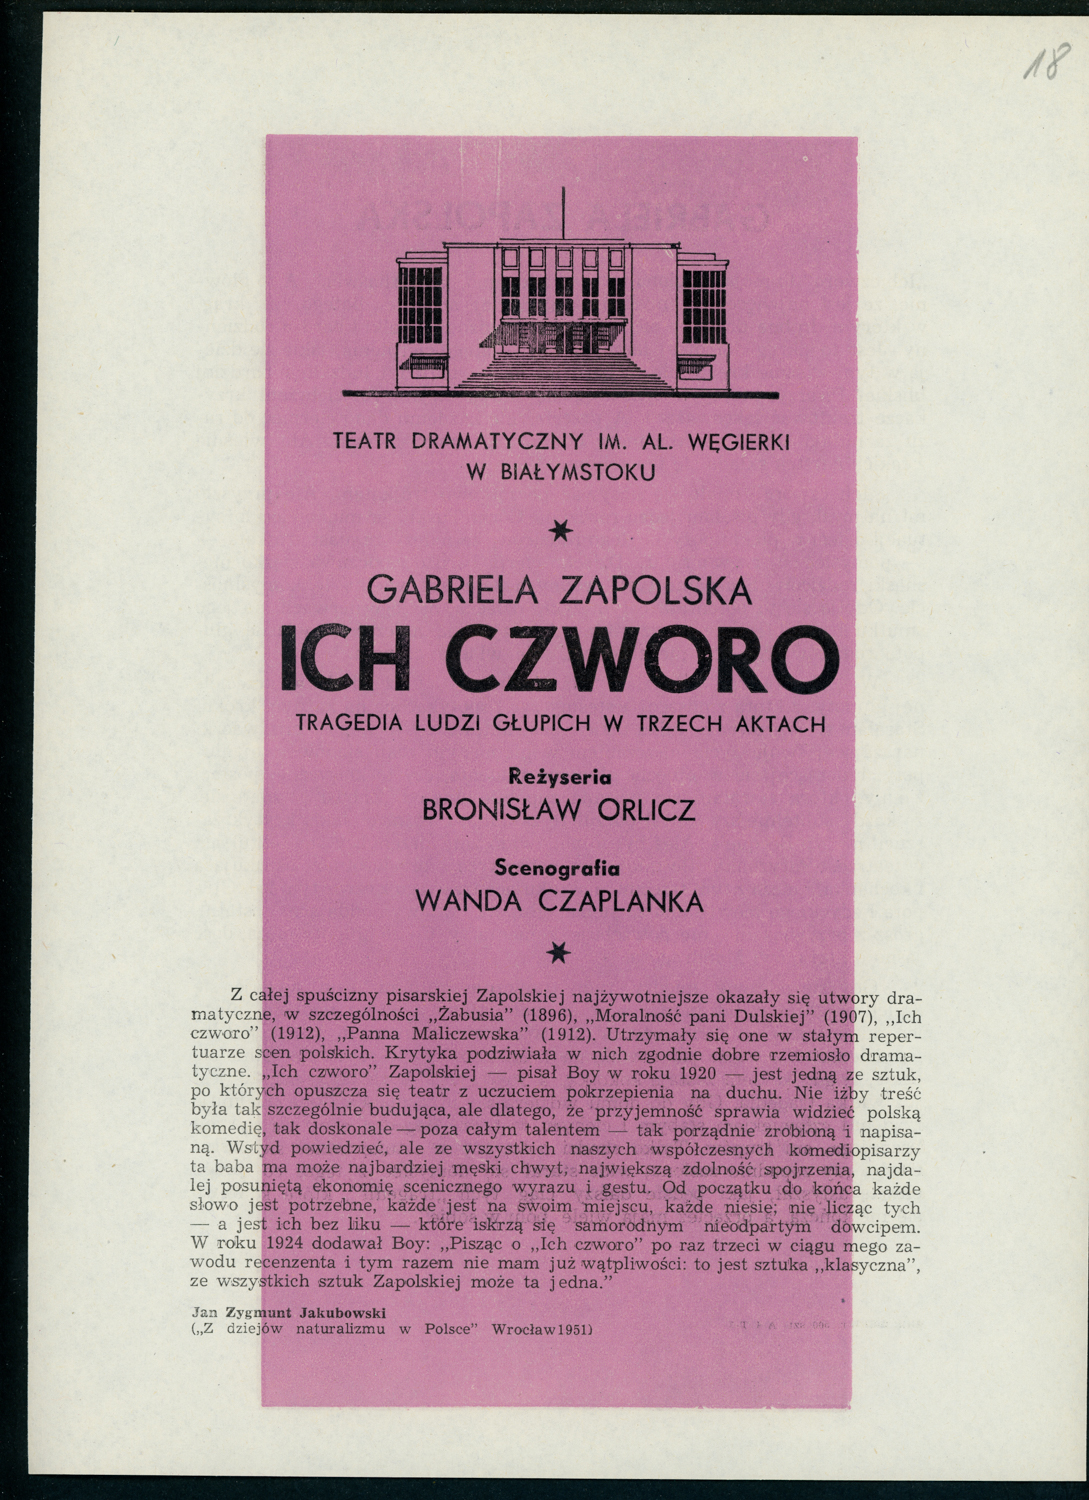 18
TEATR DRAMATYCZNY IM. AL. WĘGIERKI
W BIAŁYMSTOKU
GABRIELA ZAPOLSKA
ICH CZWORO
TRAGEDIA LUDZI GŁUPICH W TRZECH AKTACH
Reżyseria
BRONISŁAW ORLICZ
Scenografia
WANDA CZAPLANKA
Z całej spuścizny pisarskiej Zapolskiej najżywotniejsze okazały się utwory dra-
matyczne, w szczególności „Żabusia” (1896), „Moralność pani Dulskiej” (1907), „Ich
czworo” (1912), „Panna Maliczewska” (1912). Utrzymały się one w stałym reper-
tuarze scen polskich. Krytyka podziwiała w nich zgodnie dobre rzemiosło drama-
tyczne. „Ich czworo” Zapolskiej — pisał Boy w roku 1920 — jest jedną ze sztuk,
po których opuszcza się teatr z uczuciem pokrzepienia na duchu. Nie iżby treść
była tak szczególnie budująca, ale dlatego, że przyjemność sprawia widzieć polską
komedię, tak doskonale — poza całym talentem — tak porządnie zrobioną i napisa-
ną. Wstyd powiedzieć, ale ze wszystkich naszych współczesnych komediopisarzy
ta baba ma może najbardziej męski chwyt, największą zdolność spojrzenia, najda-
lej posuniętą ekonomię scenicznego wyrazu i gestu. Od początku do końca każde
słowo jest potrzebne, każde jest na swoim miejscu, każde niesie; nie licząc tych
— a jest ich bez liku — które iskrzą się samorodnym nieodpartym dowcipem.
W roku 1924 dodawał Boy: „Pisząc o „Ich czworo” po raz trzeci w ciągu mego za-
wodu recenzenta i tym razem nie mam już wątpliwości: to jest sztuka „klasyczna”,
ze wszystkich sztuk Zapolskiej może ta jedna.”
Jan Zygmunt Jakubowski
(„Z dziejów naturalizmu w Polsce” Wrocław 1951)